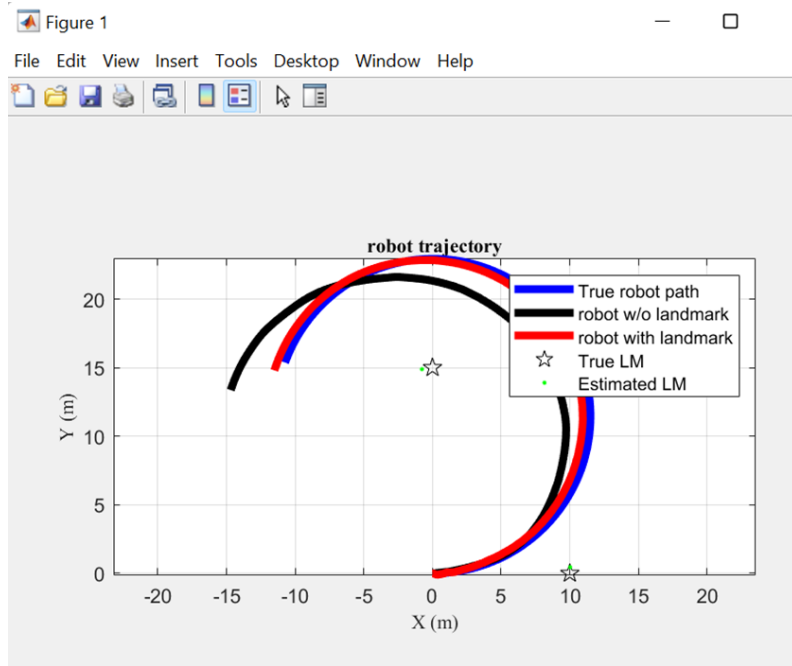 Figure 1
File Edit View Insert Tools Desktop Window Help
robot trajectory
True robot path
robot w/o landmark
robot with landmark
True LM
Estimated LM
Y (m)
20
15
10
5
0
-20 -15 -10 -5 0 5 10 15 20
X (m)